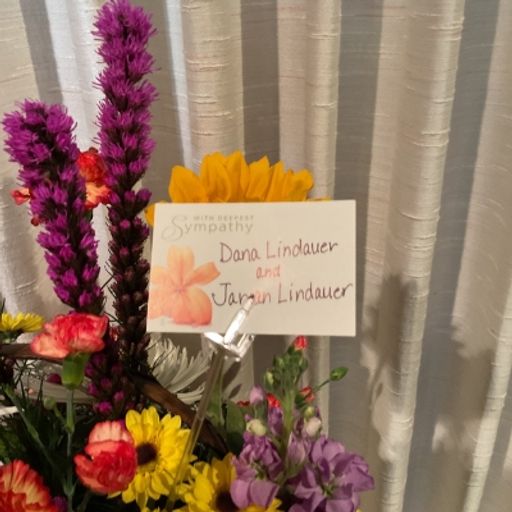 WITH DEEPEST
Sympathy
Dana Lindauer
and
Lindauer